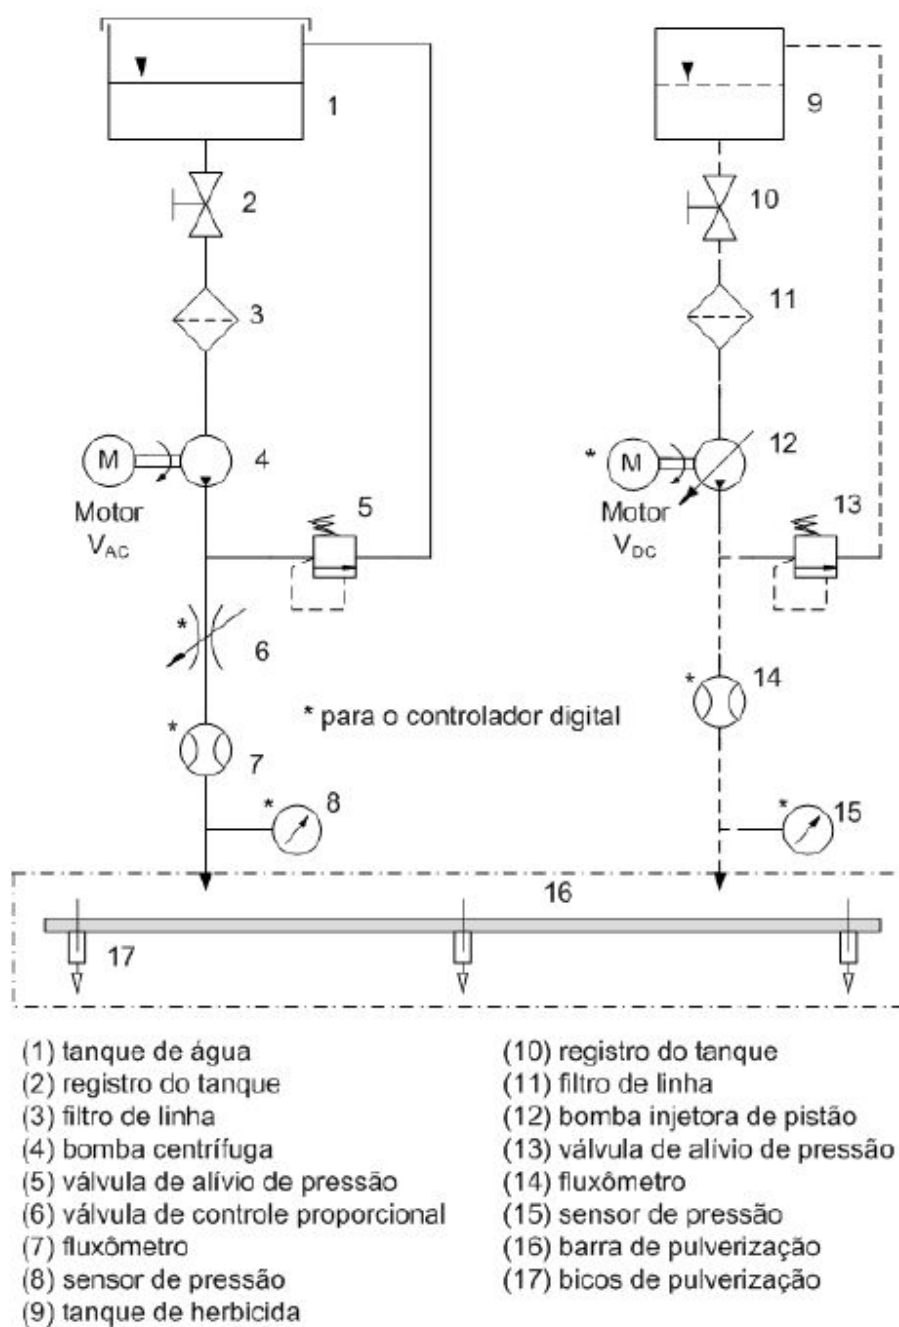 1
9
2
10
3
11
M
4
* M
12
Motor
V_AC
5
Motor
V_DC
13
*
6
* para o controlador digital
*
14
*
7
*
8
*
15
16
17
(1) tanque de água
(2) registro do tanque
(3) filtro de linha
(4) bomba centrífuga
(5) válvula de alívio de pressão
(6) válvula de controle proporcional
(7) fluxômetro
(8) sensor de pressão
(9) tanque de herbicida
(10) registro do tanque
(11) filtro de linha
(12) bomba injetora de pistão
(13) válvula de alívio de pressão
(14) fluxômetro
(15) sensor de pressão
(16) barra de pulverização
(17) bicos de pulverização